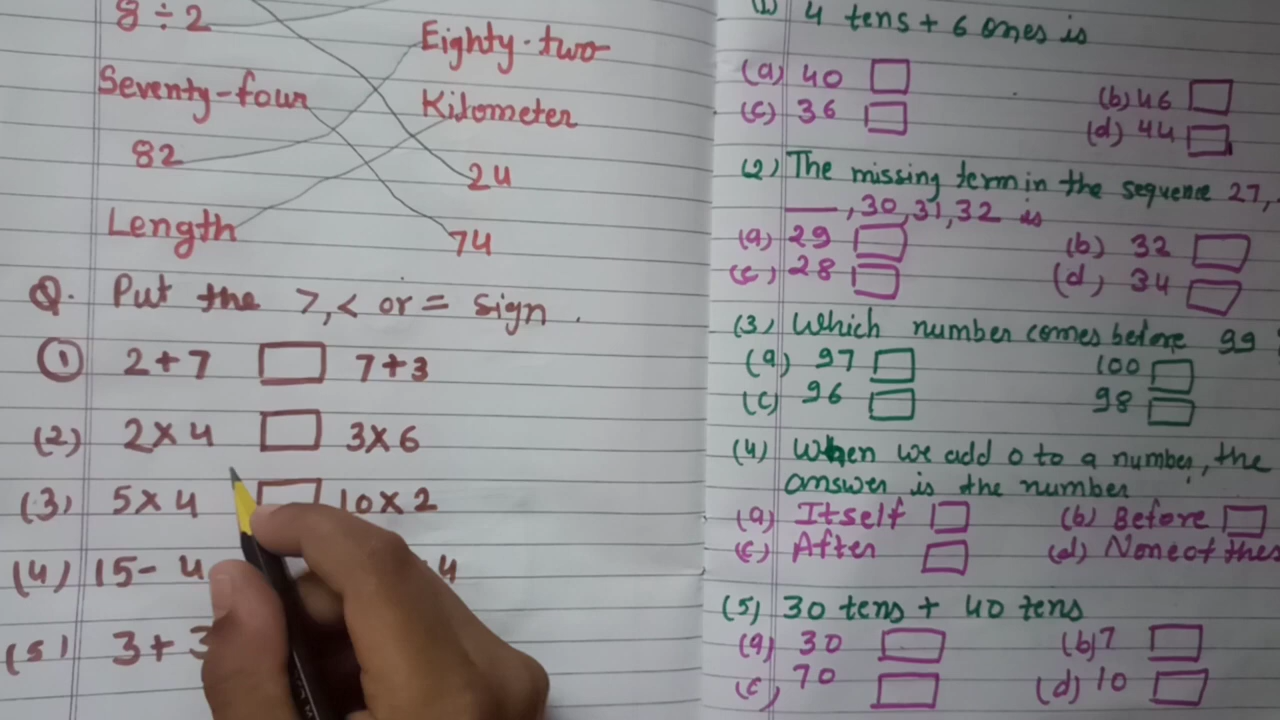 8 ÷ 2
Eighty-two
Seventy-four
Kilometer
82
24
Length
74
Q. Put the >, < or = sign.
① 2+7 7+3
(2) 2×4 3×6
(3) 5×4 10×2
(4) 15-4 4
(5) 3+3
(1) 4 tens + 6 ones is
(a) 40 (b) 46
(c) 36 (d) 44
(2) The missing term in the sequence 27,
___, 30, 31, 32 is
(a) 29 (b) 32
(c) 28 (d) 34
(3) Which number comes before 99
(a) 97 100
(c) 96 98
(4) When we add 0 to a number, the
answer is the number
(a) Itself (b) Before
(c) After (d) None of thes
(5) 30 tens + 40 tens
(a) 30 (b) 7
(c) 70 (d) 10